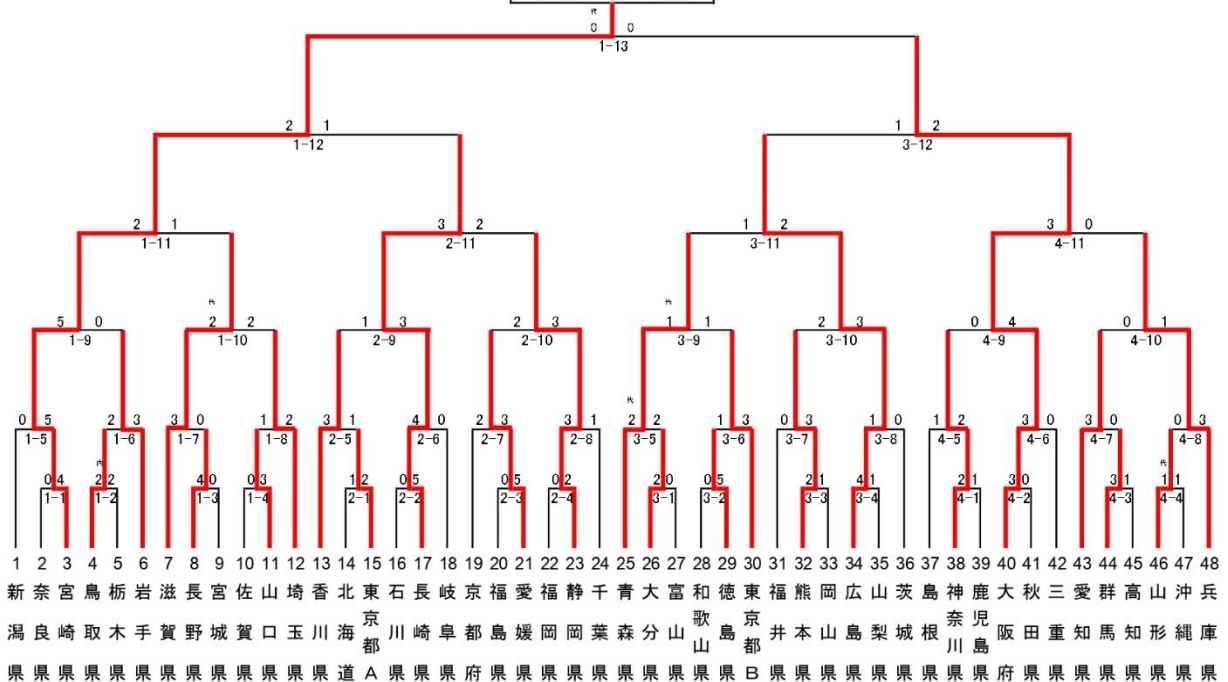 代
0 0
1-13
2 1 1 2
1-12 3-12
2 1 3 2 1 2 3 0
1-11 2-11 3-11 4-11
代 代
5 0 2 2 1 3 2 3 1 1 2 3 0 4 0 1
1-9 1-10 2-9 2-10 3-9 3-10 4-9 4-10
代
0 5 2 3 3 0 1 2 3 1 4 0 2 3 3 1 2 2 1 3 0 3 1 0 1 2 3 0 3 0 0 3
1-5 1-6 1-7 1-8 2-5 2-6 2-7 2-8 3-5 3-6 3-7 3-8 4-5 4-6 4-7 4-8
代
0 4 2 2 4 0 0 3 1 2 0 5 0 5 0 2 2 0 0 5 2 1 4 1 2 1 3 0 3 1 1 1
1-1 1-2 1-3 1-4 2-1 2-2 2-3 2-4 3-1 3-2 3-3 3-4 4-1 4-2 4-3 4-4
1 2 3 4 5 6 7 8 9 10 11 12 13 14 15 16 17 18 19 20 21 22 23 24 25 26 27 28 29 30 31 32 33 34 35 36 37 38 39 40 41 42 43 44 45 46 47 48
新潟県
奈良県
宮崎県
鳥取県
栃木県
岩手県
滋賀県
長野県
宮城県
佐賀県
山口県
埼玉県
香川県
北海道
東京都A
石川県
長崎県
岐阜県
京都府
福島県
愛媛県
福岡県
静岡県
千葉県
青森県
大分県
富山県
和歌山県
徳島県
東京都B
福井県
熊本県
岡山県
広島県
山梨県
茨城県
島根県
神奈川県
鹿児島県
大阪府
秋田県
三重県
愛知県
群馬県
高知県
山形県
沖縄県
兵庫県